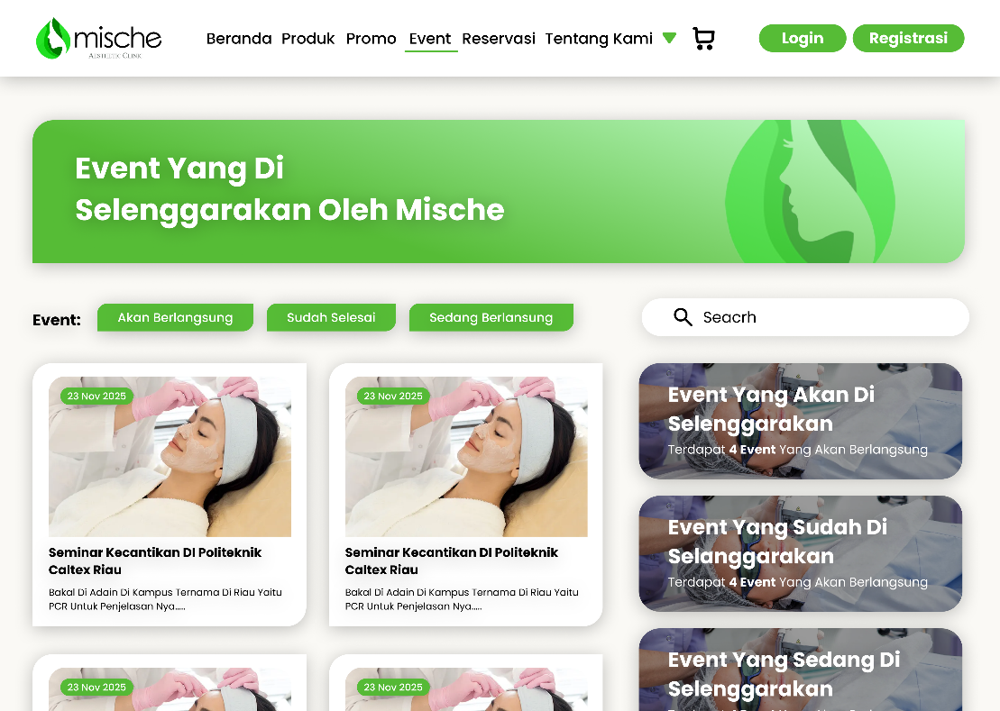 mische
AESTHETIC CLINIK
Beranda Produk Promo Event Reservasi Tentang Kami
Login Registrasi
Event Yang Di
Selenggarakan Oleh Mische
Event: Akan Berlangsung Sudah Selesai Sedang Berlansung
Seacrh
23 Nov 2025
Seminar Kecantikan DI Politeknik
Caltex Riau
Bakal Di Adain Di Kampus Ternama Di Riau Yaitu
PCR Untuk Penjelasan Nya.....
23 Nov 2025
Seminar Kecantikan DI Politeknik
Caltex Riau
Bakal Di Adain Di Kampus Ternama Di Riau Yaitu
PCR Untuk Penjelasan Nya.....
Event Yang Akan Di
Selenggarakan
Terdapat 4 Event Yang Akan Berlangsung
Event Yang Sudah Di
Selanggarakan
Terdapat 4 Event Yang Akan Berlangsung
Event Yang Sedang Di
Selenggarakan
23 Nov 2025
23 Nov 2025